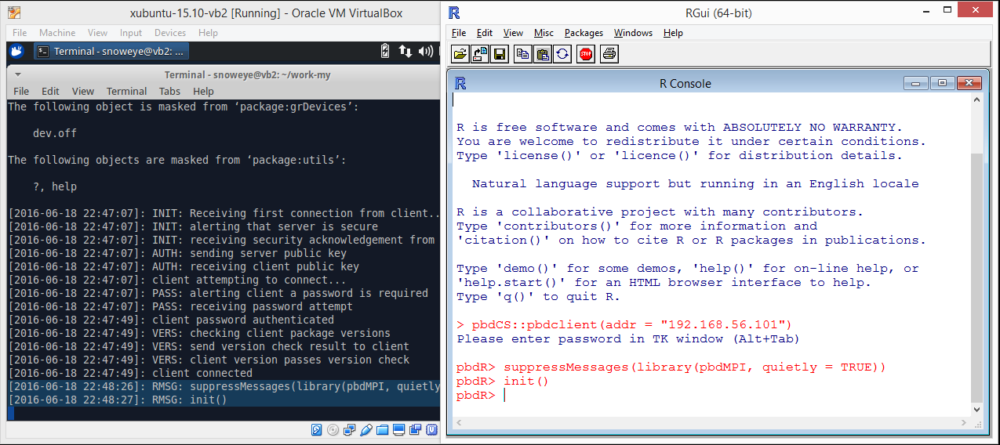 xubuntu-15.10-vb2 [Running] - Oracle VM VirtualBox
File Machine View Input Devices Help
Terminal - snoweye@vb2: ...
Terminal - snoweye@vb2: ~/work-my
File Edit View Terminal Tabs Help
The following object is masked from ‘package:grDevices’:
dev.off
The following objects are masked from ‘package:utils’:
?, help
[2016-06-18 22:47:07]: INIT: Receiving first connection from client..
[2016-06-18 22:47:07]: INIT: alerting that server is secure
[2016-06-18 22:47:07]: INIT: receiving security acknowledgement from
[2016-06-18 22:47:07]: AUTH: sending server public key
[2016-06-18 22:47:07]: AUTH: receiving client public key
[2016-06-18 22:47:07]: client attempting to connect...
[2016-06-18 22:47:07]: PASS: alerting client a password is required
[2016-06-18 22:47:07]: PASS: receiving password attempt
[2016-06-18 22:47:49]: client password authenticated
[2016-06-18 22:47:49]: VERS: checking client package versions
[2016-06-18 22:47:49]: VERS: send version check result to client
[2016-06-18 22:47:49]: VERS: client version passes version check
[2016-06-18 22:47:49]: client connected
[2016-06-18 22:48:26]: RMSG: suppressMessages(library(pbdMPI, quietly
[2016-06-18 22:48:27]: RMSG: init()
RGui (64-bit)
File Edit View Misc Packages Windows Help
STOP
R Console
R is free software and comes with ABSOLUTELY NO WARRANTY.
You are welcome to redistribute it under certain conditions.
Type 'license()' or 'licence()' for distribution details.
Natural language support but running in an English locale
R is a collaborative project with many contributors.
Type 'contributors()' for more information and
'citation()' on how to cite R or R packages in publications.
Type 'demo()' for some demos, 'help()' for on-line help, or
'help.start()' for an HTML browser interface to help.
Type 'q()' to quit R.
> pbdCS::pbdclient(addr = "192.168.56.101")
Please enter password in TK window (Alt+Tab)
pbdR> suppressMessages(library(pbdMPI, quietly = TRUE))
pbdR> init()
pbdR>